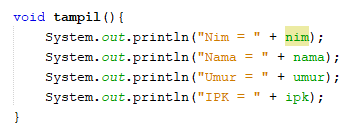 void tampil(){
    System.out.println("Nim = " + nim);
    System.out.println("Nama = " + nama);
    System.out.println("Umur = " + umur);
    System.out.println("IPK = " + ipk);
}